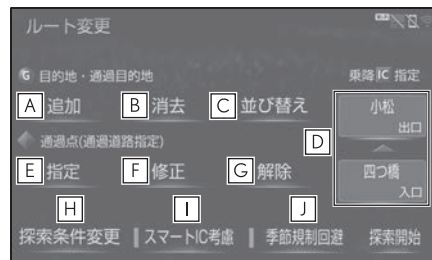 ルート変更
G 目的地・通過目的地
乗降IC 指定
A 追加 B 消去 C 並び替え
小松
出口
D
通過点(通過道路指定)
E 指定 F 修正 G 解除
四つ橋
入口
H I J
探索条件変更 スマートIC考慮 季節規制回避 探索開始